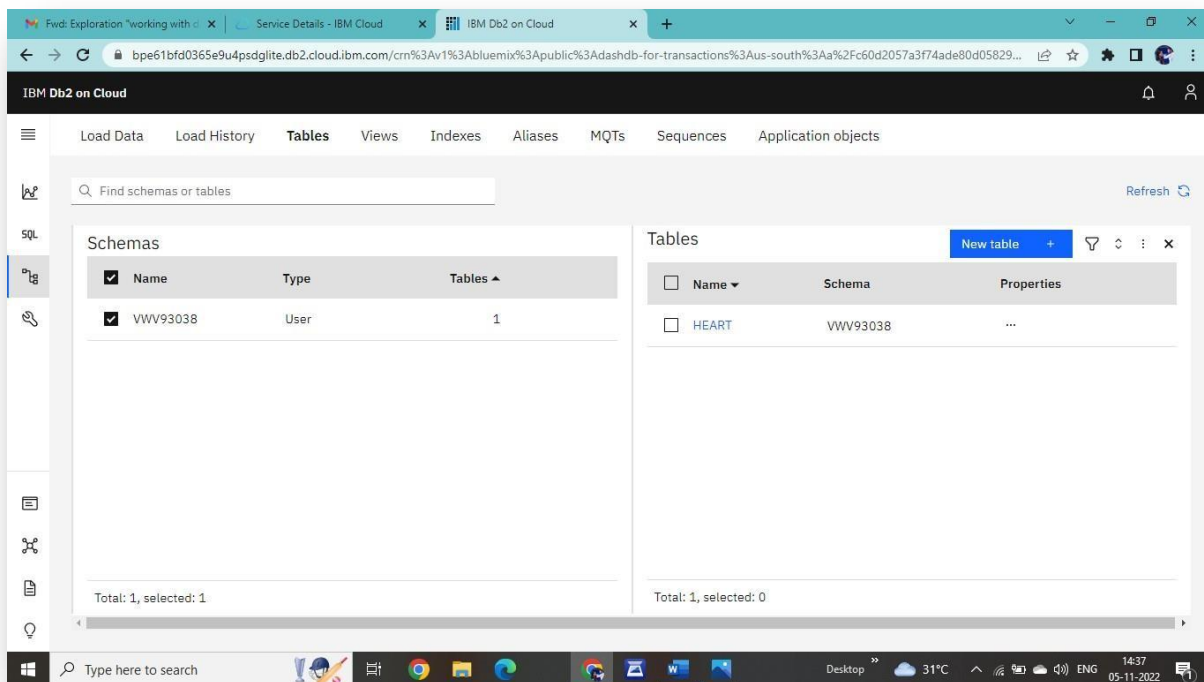 Fwd: Exploration "working with d
Service Details - IBM Cloud
IBM Db2 on Cloud
bpe61bfd0365e9u4psdglite.db2.cloud.ibm.com/crn%3Av1%3Abluemix%3Apublic%3Adashdb-for-transactions%3Aus-south%3Aa%2Fc60d2057a3f74ade80d05829...
IBM Db2 on Cloud
Load Data Load History Tables Views Indexes Aliases MQTs Sequences Application objects
Find schemas or tables
Refresh
SQL
Schemas
Name Type Tables
VWV93038 User 1
Total: 1, selected: 1
Tables
New table +
Name Schema Properties
HEART VWV93038 ...
Total: 1, selected: 0
Type here to search
Desktop
31°C
ENG
14:37
05-11-2022